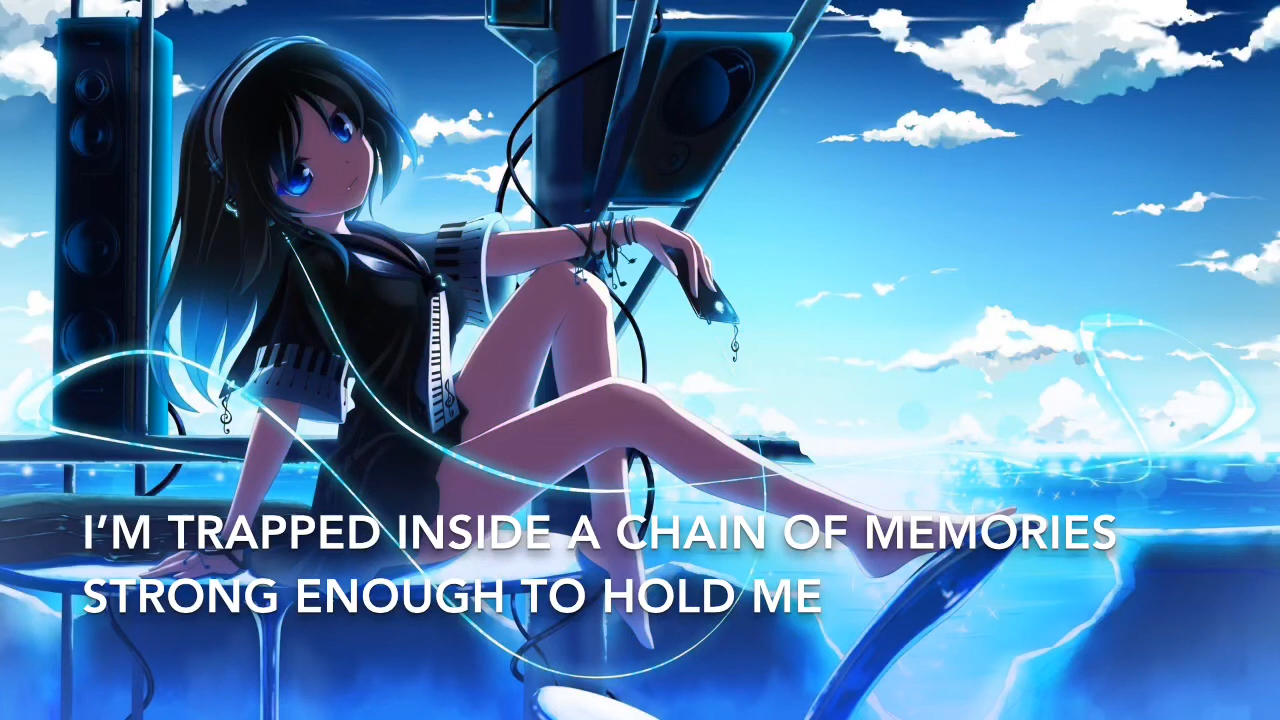 I’M TRAPPED INSIDE A CHAIN OF MEMORIES
STRONG ENOUGH TO HOLD ME